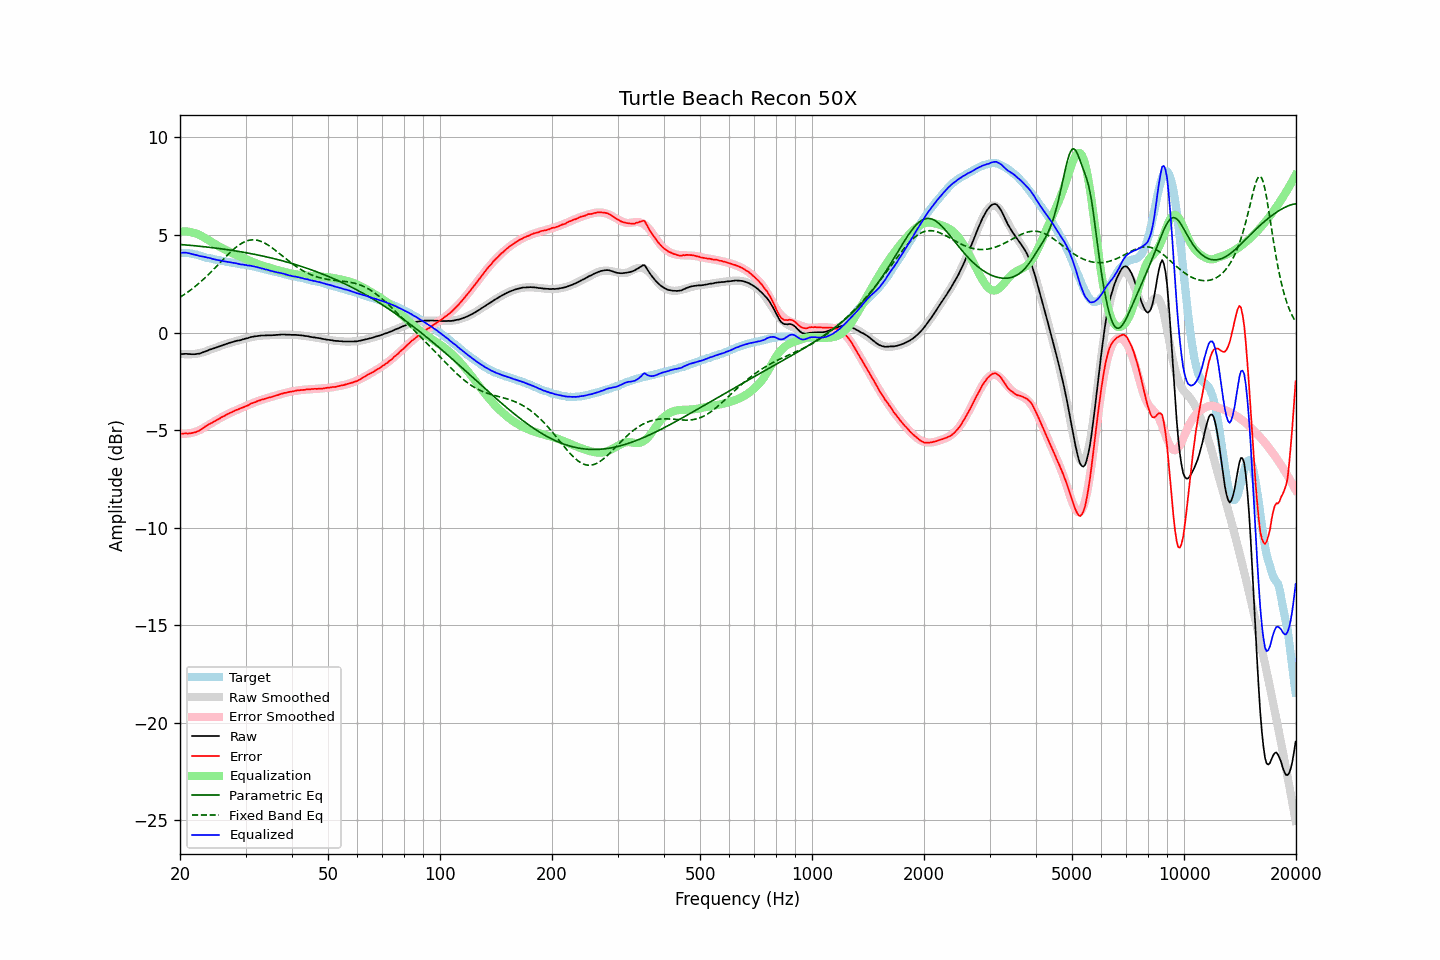 Turtle Beach Recon 50X
10
5
0
−5
−10
−15
−20
−25
Amplitude (dBr)
Target
Raw Smoothed
Error Smoothed
Raw
Error
Equalization
Parametric Eq
Fixed Band Eq
Equalized
20 50 100 200 500 1000 2000 5000 10000 20000
Frequency (Hz)